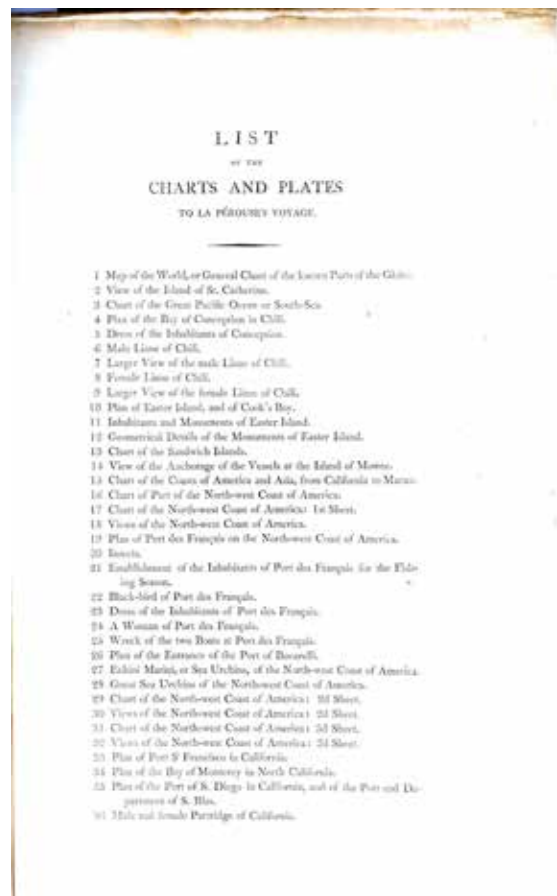 LIST
OF THE
CHARTS AND PLATES
TO LA PÉROUSE'S VOYAGE.
1 Map of the World, or General Chart of the known Parts of the Globe.
2 View of the Island of St. Catherine.
3 Chart of the Great Pacific Ocean or South-Sea
4 Plan of the Bay of Conception in Chili.
5 Dress of the Inhabitants of Conception.
6 Male Liene of Chili.
7 Larger View of the male Liene of Chili.
8 Female Liene of Chili.
9 Larger View of the female Liene of Chili.
10 Plan of Easter Island, and of Cook's Bay.
11 Inhabitants and Monuments of Easter Island.
12 Geometrical Details of the Monuments of Easter Island.
13 Chart of the Sandwich Islands.
14 View of the Anchorage of the Vessels at the Island of Mowee.
15 Chart of the Coasts of America and Asia, from California to Macao.
16 Chart of Part of the North-west Coast of America.
17 Chart of the North-west Coast of America: 1st Sheet.
18 Views of the North-west Coast of America.
19 Plan of Port des Français on the North-west Coast of America.
20 Insects.
21 Establishment of the Inhabitants of Port des Français for the Fish-
ing Season.
22 Black-bird of Port des Français.
23 Dress of the Inhabitants of Port des Français.
24 A Woman of Port des Français.
25 Wreck of the two Boats at Port des Français.
26 Plan of the Entrance of the Port of Bucarelli.
27 Echini Marini, or Sea Urchins, of the North-west Coast of America.
28 Great Sea Urchins of the North-west Coast of America.
29 Chart of the North-west Coast of America: 2d Sheet.
30 Views of the North-west Coast of America: 2d Sheet.
31 Chart of the North-west Coast of America: 3d Sheet.
32 Views of the North-west Coast of America: 3d Sheet.
33 Plan of Port St Francisco in California.
34 Plan of the Bay of Monterey in North California.
35 Plan of the Port of S. Diego in California, and of the Port and De-
partment of S. Blas.
36 Male and female Partridge of California.